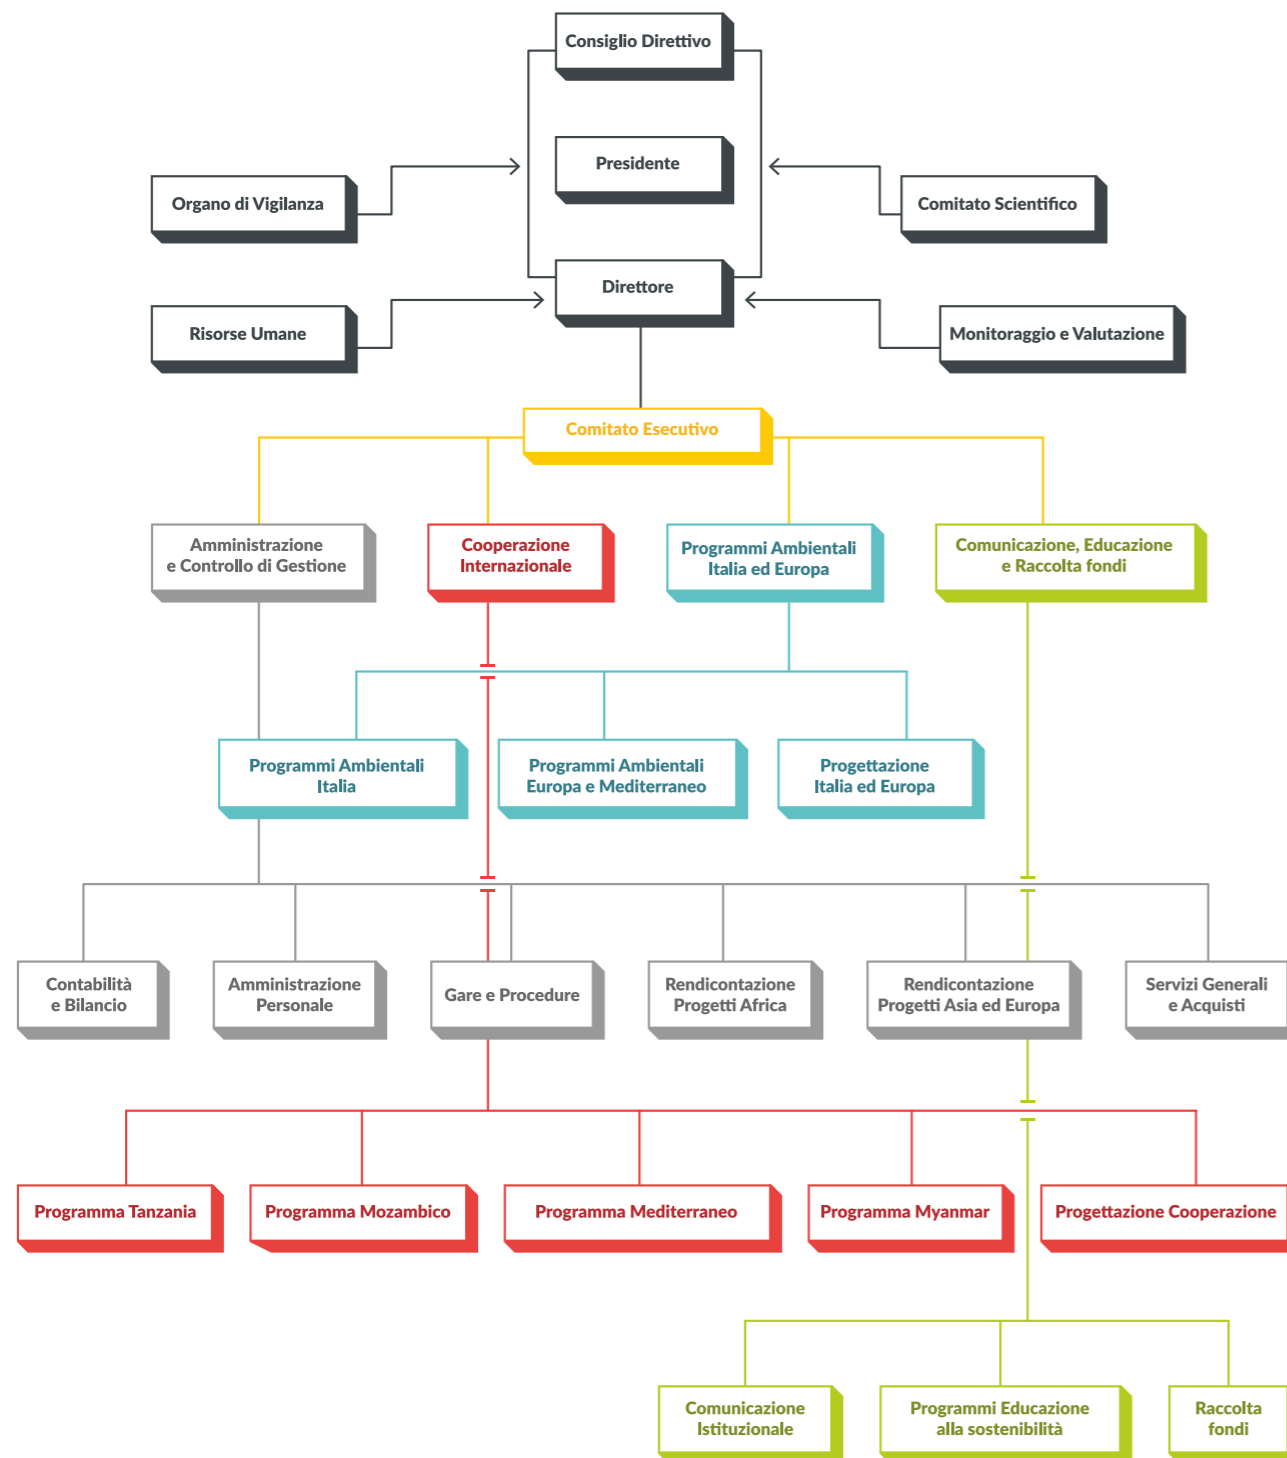 Consiglio Direttivo
Presidente
Organo di Vigilanza
Comitato Scientifico
Direttore
Risorse Umane
Monitoraggio e Valutazione
Comitato Esecutivo
Amministrazione
e Controllo di Gestione
Cooperazione
Internazionale
Programmi Ambientali
Italia ed Europa
Comunicazione, Educazione
e Raccolta fondi
Programmi Ambientali
Italia
Programmi Ambientali
Europa e Mediterraneo
Progettazione
Italia ed Europa
Contabilità
e Bilancio
Amministrazione
Personale
Gare e Procedure
Rendicontazione
Progetti Africa
Rendicontazione
Progetti Asia ed Europa
Servizi Generali
e Acquisti
Programma Tanzania
Programma Mozambico
Programma Mediterraneo
Programma Myanmar
Progettazione Cooperazione
Comunicazione
Istituzionale
Programmi Educazione
alla sostenibilità
Raccolta
fondi